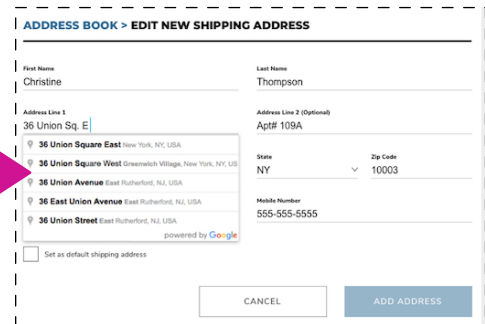 ADDRESS BOOK > EDIT NEW SHIPPING ADDRESS
First Name
Last Name
Christine
Thompson
Address Line 1
Address Line 2 (Optional)
36 Union Sq. E
Apt# 109A
36 Union Square East New York, NY, USA
36 Union Square West Greenwich Village, New York, NY, US
36 Union Avenue East Rutherford, NJ, USA
36 East Union Avenue East Rutherford, NJ, USA
36 Union Street East Rutherford, NJ, USA
powered by Google
State
Zip Code
NY
10003
Mobile Number
555-555-5555
Set as default shipping address
CANCEL
ADD ADDRESS